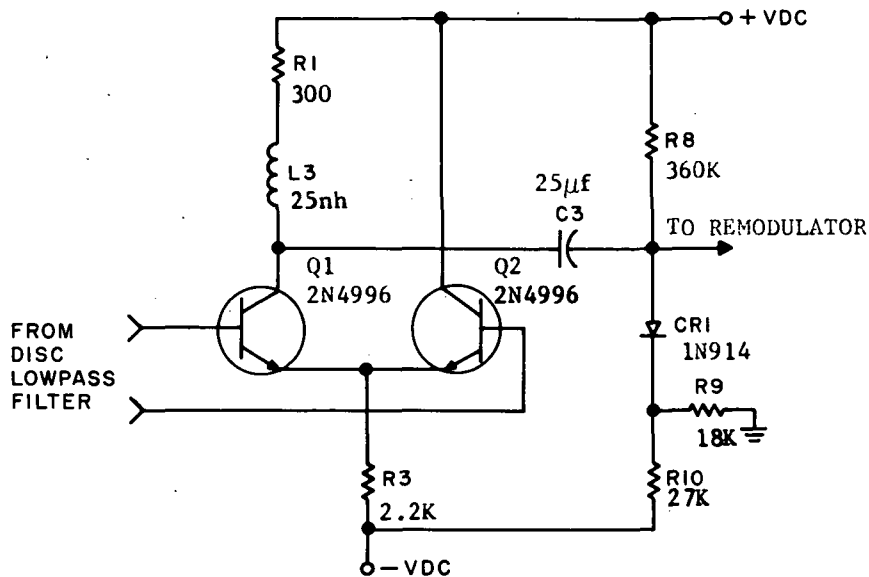 + VDC
R1
300
L3
25nh
R8
360K
25µf
C3
TO REMODULATOR
Q1
2N4996
Q2
2N4996
CR1
1N914
FROM
DISC
LOWPASS
FILTER
R9
18K
R3
2.2K
R10
27K
− VDC